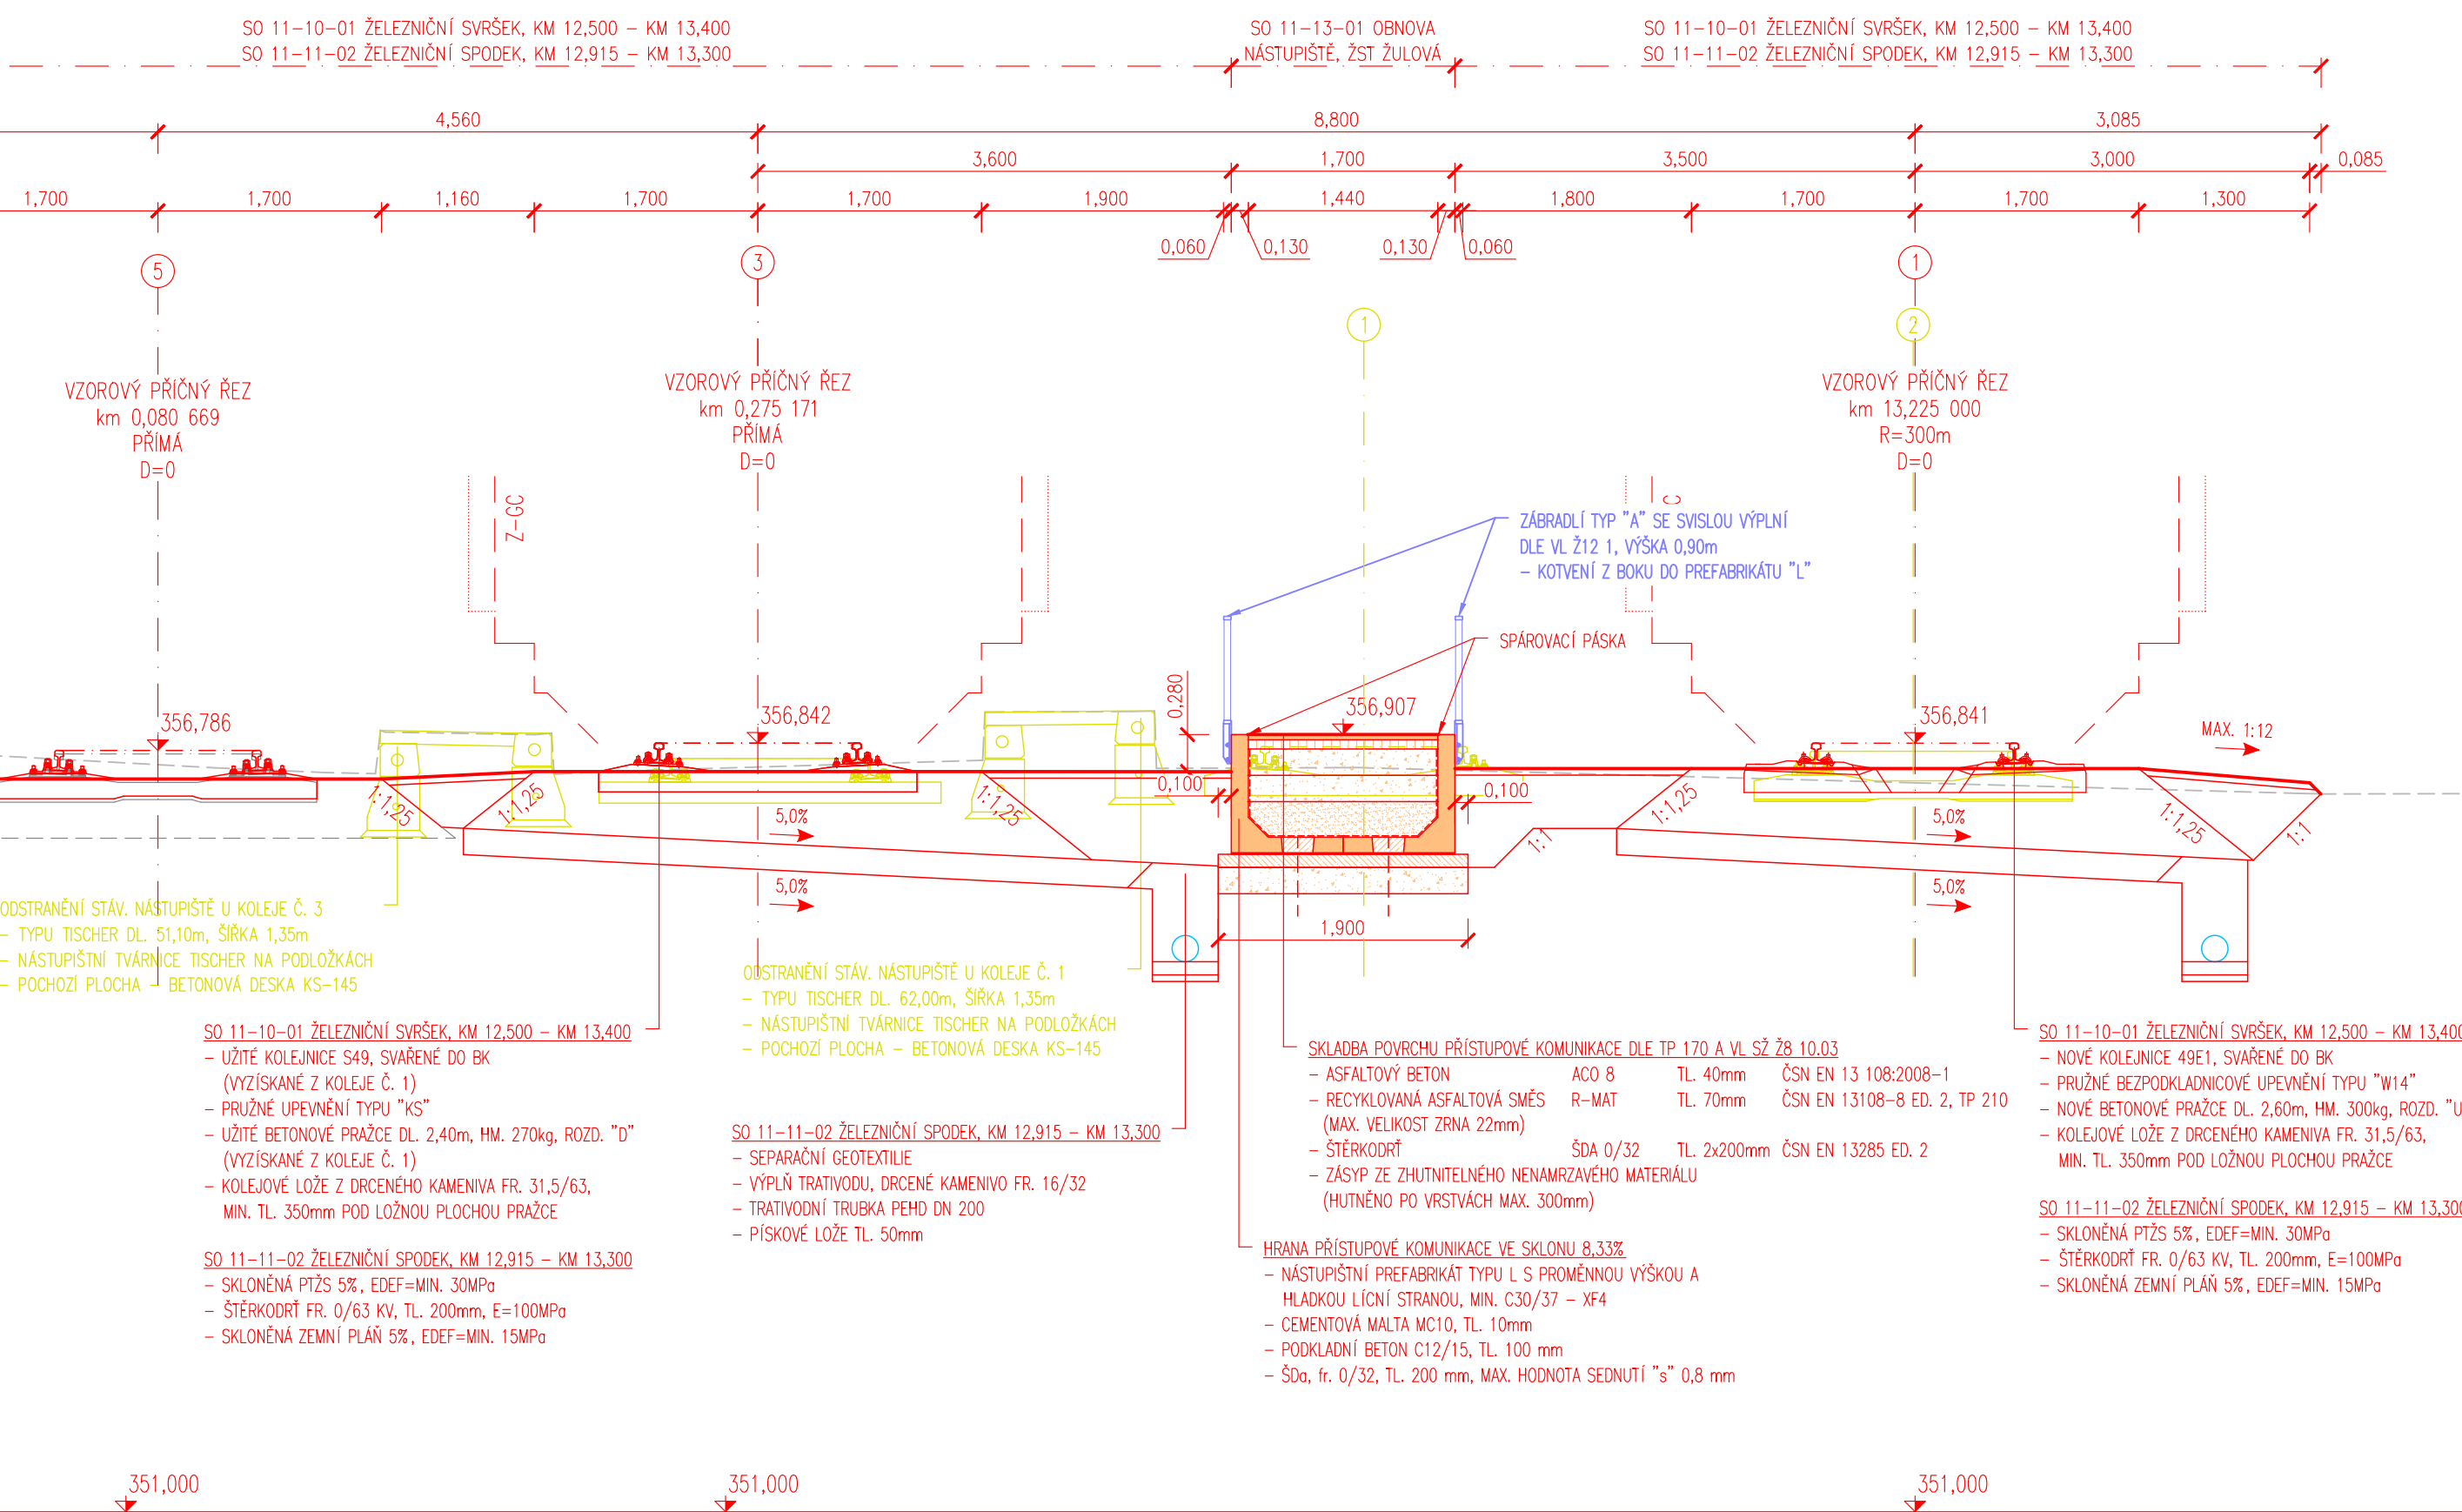 SO 11-10-01 ŽELEZNIČNÍ SVRŠEK, KM 12,500 – KM 13,400
SO 11-11-02 ŽELEZNIČNÍ SPODEK, KM 12,915 – KM 13,300
SO 11-13-01 OBNOVA
NÁSTUPIŠTĚ, ŽST ŽULOVÁ
SO 11-10-01 ŽELEZNIČNÍ SVRŠEK, KM 12,500 – KM 13,400
SO 11-11-02 ŽELEZNIČNÍ SPODEK, KM 12,915 – KM 13,300
4,560
8,800
3,085
3,600
1,700
3,500
3,000
0,085
1,700
1,700
1,160
1,700
1,700
1,900
1,440
1,800
1,700
1,700
1,300
0,060
0,130
0,130
0,060
5
3
1
1
2
VZOROVÝ PŘÍČNÝ ŘEZ
km 0,080 669
PŘÍMÁ
D=0
VZOROVÝ PŘÍČNÝ ŘEZ
km 0,275 171
PŘÍMÁ
D=0
VZOROVÝ PŘÍČNÝ ŘEZ
km 13,225 000
R=300m
D=0
Z-GC
C
ZÁBRADLÍ TYP "A" SE SVISLOU VÝPLNÍ
DLE VL Ž12 1, VÝŠKA 0,90m
– KOTVENÍ Z BOKU DO PREFABRIKÁTU "L"
SPÁROVACÍ PÁSKA
0,280
356,786
356,842
356,907
356,841
MAX. 1:12
0,100
0,100
1:1,25
1:1,25
1:1,25
1:1
1:1,25
1:1,25
1:1
5,0%
5,0%
5,0%
5,0%
1,900
ODSTRANĚNÍ STÁV. NÁSTUPIŠTĚ U KOLEJE Č. 3
– TYPU TISCHER DL. 51,10m, ŠÍŘKA 1,35m
– NÁSTUPIŠTNÍ TVÁRNICE TISCHER NA PODLOŽKÁCH
– POCHOZÍ PLOCHA – BETONOVÁ DESKA KS-145
ODSTRANĚNÍ STÁV. NÁSTUPIŠTĚ U KOLEJE Č. 1
– TYPU TISCHER DL. 62,00m, ŠÍŘKA 1,35m
– NÁSTUPIŠTNÍ TVÁRNICE TISCHER NA PODLOŽKÁCH
– POCHOZÍ PLOCHA – BETONOVÁ DESKA KS-145
SO 11-10-01 ŽELEZNIČNÍ SVRŠEK, KM 12,500 – KM 13,400
– UŽITÉ KOLEJNICE S49, SVAŘENÉ DO BK
(VYZÍSKANÉ Z KOLEJE Č. 1)
– PRUŽNÉ UPEVNĚNÍ TYPU "KS"
– UŽITÉ BETONOVÉ PRAŽCE DL. 2,40m, HM. 270kg, ROZD. "D"
(VYZÍSKANÉ Z KOLEJE Č. 1)
– KOLEJOVÉ LOŽE Z DRCENÉHO KAMENIVA FR. 31,5/63,
MIN. TL. 350mm POD LOŽNOU PLOCHOU PRAŽCE
SO 11-11-02 ŽELEZNIČNÍ SPODEK, KM 12,915 – KM 13,300
– SKLONĚNÁ PTŽS 5%, EDEF=MIN. 30MPa
– ŠTĚRKODRŤ FR. 0/63 KV, TL. 200mm, E=100MPa
– SKLONĚNÁ ZEMNÍ PLÁŇ 5%, EDEF=MIN. 15MPa
SO 11-11-02 ŽELEZNIČNÍ SPODEK, KM 12,915 – KM 13,300
– SEPARAČNÍ GEOTEXTILIE
– VÝPLŇ TRATIVODU, DRCENÉ KAMENIVO FR. 16/32
– TRATIVODNÍ TRUBKA PEHD DN 200
– PÍSKOVÉ LOŽE TL. 50mm
SKLADBA POVRCHU PŘÍSTUPOVÉ KOMUNIKACE DLE TP 170 A VL SŽ Ž8 10.03
– ASFALTOVÝ BETON ACO 8 TL. 40mm ČSN EN 13 108:2008-1
– RECYKLOVANÁ ASFALTOVÁ SMĚS R-MAT TL. 70mm ČSN EN 13108-8 ED. 2, TP 210
(MAX. VELIKOST ZRNA 22mm)
– ŠTĚRKODRŤ ŠDA 0/32 TL. 2x200mm ČSN EN 13285 ED. 2
– ZÁSYP ZE ZHUTNITELNÉHO NENAMRZAVÉHO MATERIÁLU
(HUTNĚNO PO VRSTVÁCH MAX. 300mm)
HRANA PŘÍSTUPOVÉ KOMUNIKACE VE SKLONU 8,33%
– NÁSTUPIŠTNÍ PREFABRIKÁT TYPU L S PROMĚNNOU VÝŠKOU A
HLADKOU LÍCNÍ STRANOU, MIN. C30/37 – XF4
– CEMENTOVÁ MALTA MC10, TL. 10mm
– PODKLADNÍ BETON C12/15, TL. 100 mm
– ŠDa, fr. 0/32, TL. 200 mm, MAX. HODNOTA SEDNUTÍ "s" 0,8 mm
SO 11-10-01 ŽELEZNIČNÍ SVRŠEK, KM 12,500 – KM 13,400
– NOVÉ KOLEJNICE 49E1, SVAŘENÉ DO BK
– PRUŽNÉ BEZPODKLADNICOVÉ UPEVNĚNÍ TYPU "W14"
– NOVÉ BETONOVÉ PRAŽCE DL. 2,60m, HM. 300kg, ROZD. "U
– KOLEJOVÉ LOŽE Z DRCENÉHO KAMENIVA FR. 31,5/63,
MIN. TL. 350mm POD LOŽNOU PLOCHOU PRAŽCE
SO 11-11-02 ŽELEZNIČNÍ SPODEK, KM 12,915 – KM 13,300
– SKLONĚNÁ PTŽS 5%, EDEF=MIN. 30MPa
– ŠTĚRKODRŤ FR. 0/63 KV, TL. 200mm, E=100MPa
– SKLONĚNÁ ZEMNÍ PLÁŇ 5%, EDEF=MIN. 15MPa
351,000
351,000
351,000